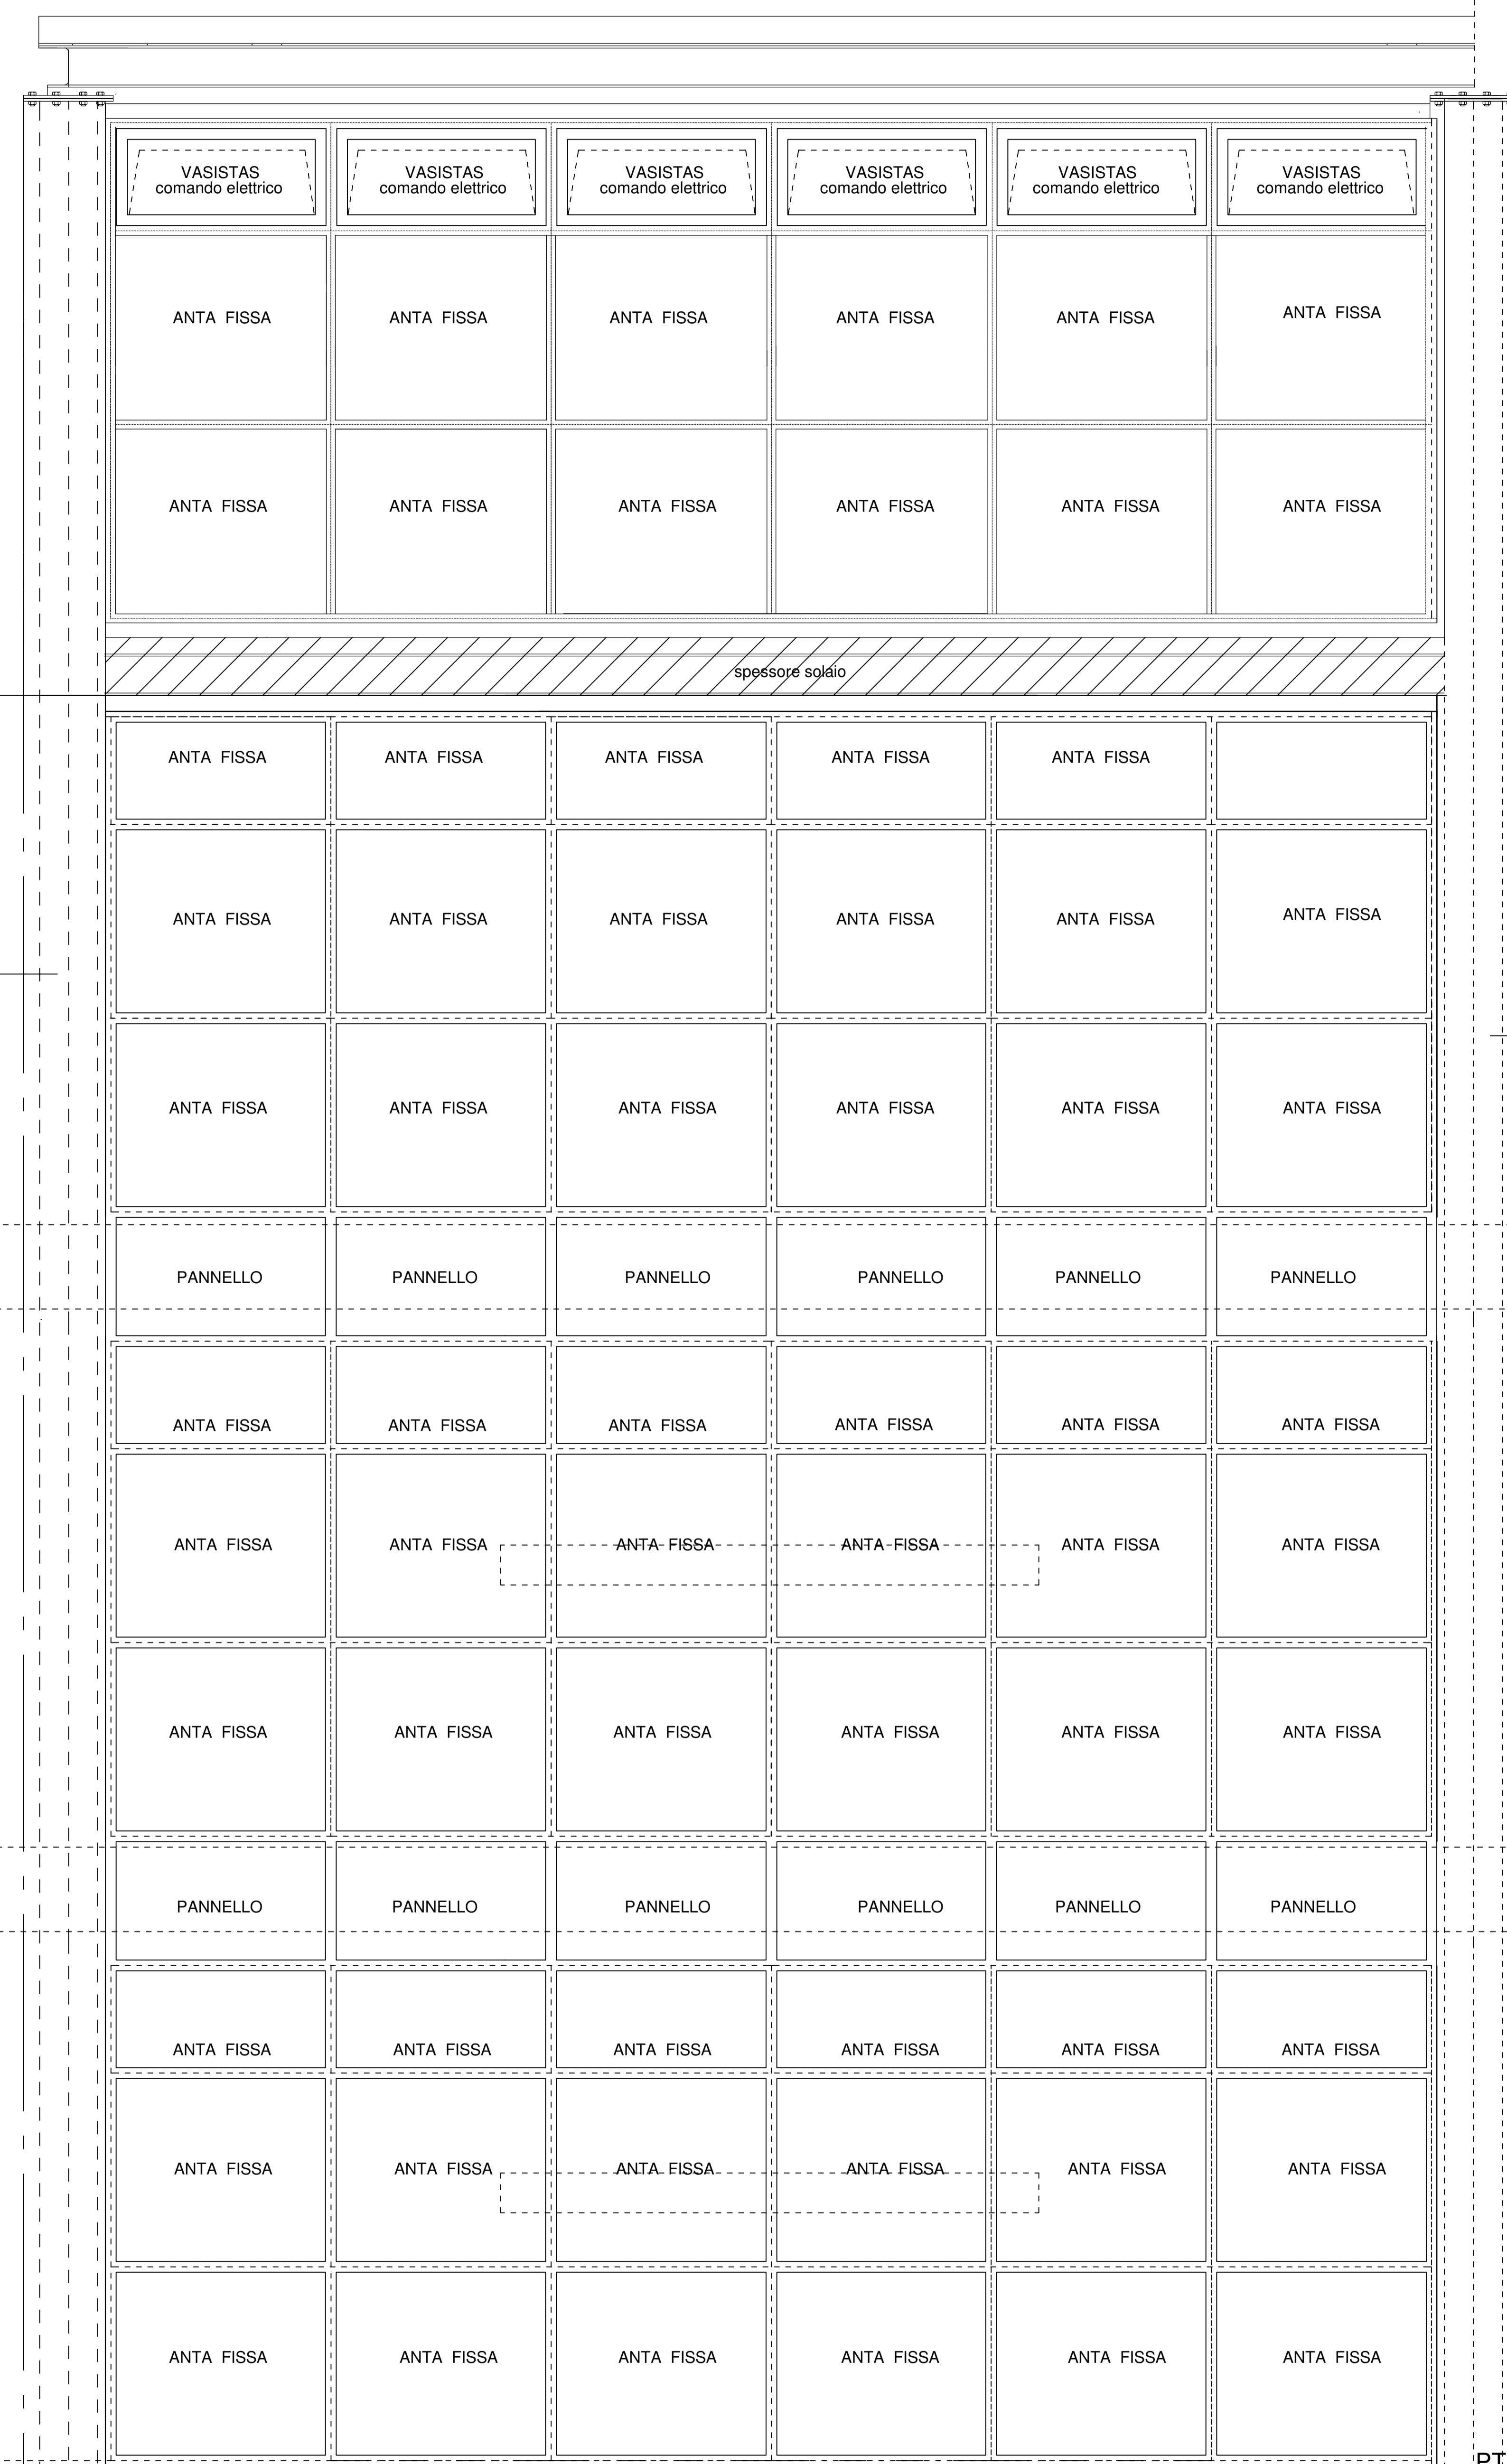 VASISTAS VASISTAS VASISTAS VASISTAS VASISTAS VASISTAS
comando elettrico comando elettrico comando elettrico comando elettrico comando elettrico comando elettrico
ANTA FISSA ANTA FISSA ANTA FISSA ANTA FISSA ANTA FISSA ANTA FISSA
ANTA FISSA ANTA FISSA ANTA FISSA ANTA FISSA ANTA FISSA ANTA FISSA
spessore solaio
ANTA FISSA ANTA FISSA ANTA FISSA ANTA FISSA ANTA FISSA
ANTA FISSA ANTA FISSA ANTA FISSA ANTA FISSA ANTA FISSA ANTA FISSA
ANTA FISSA ANTA FISSA ANTA FISSA ANTA FISSA ANTA FISSA ANTA FISSA
PANNELLO PANNELLO PANNELLO PANNELLO PANNELLO PANNELLO
ANTA FISSA ANTA FISSA ANTA FISSA ANTA FISSA ANTA FISSA ANTA FISSA
ANTA FISSA ANTA FISSA ANTA FISSA ANTA FISSA ANTA FISSA ANTA FISSA
ANTA FISSA ANTA FISSA ANTA FISSA ANTA FISSA ANTA FISSA ANTA FISSA
PANNELLO PANNELLO PANNELLO PANNELLO PANNELLO PANNELLO
ANTA FISSA ANTA FISSA ANTA FISSA ANTA FISSA ANTA FISSA ANTA FISSA
ANTA FISSA ANTA FISSA ANTA FISSA ANTA FISSA ANTA FISSA ANTA FISSA
ANTA FISSA ANTA FISSA ANTA FISSA ANTA FISSA ANTA FISSA ANTA FISSA